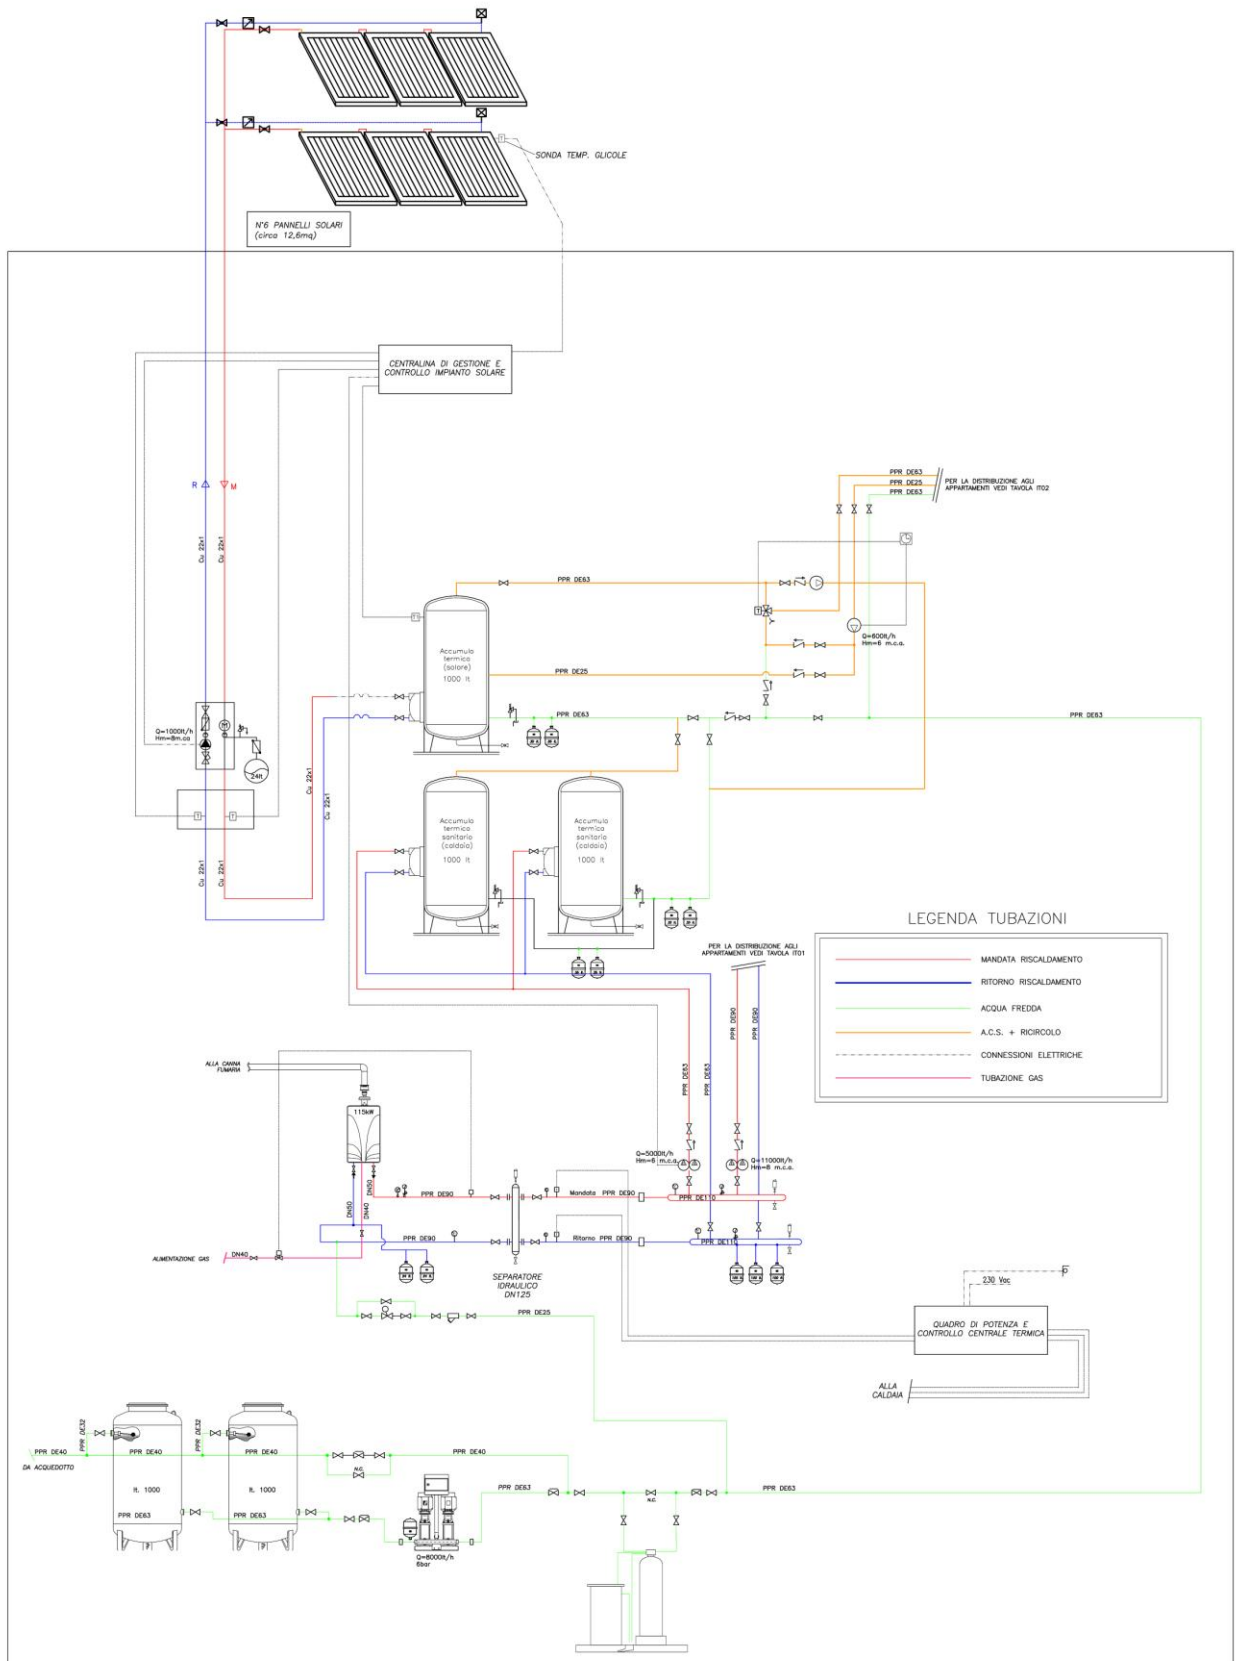 SONDA TEMP. GLICOLE
N°6 PANNELLI SOLARI
(circa 12,6mq)
CENTRALINA DI GESTIONE E
CONTROLLO IMPIANTO SOLARE
PPR DE63
PPR DE25
PPR DE63
PER LA DISTRIBUZIONE AGLI
APPARTAMENTI VEDI TAVOLA IT02
R
M
Cu 22x1
Cu 22x1
PPR DE63
T
Q=600lt/h
Hm=6 m.c.a.
Accumulo
termico
(solare)
1000 lt
PPR DE25
PPR DE63
PPR DE63
Q=1000lt/h
Hm=8m.ca
24lt
Cu 22x1
Cu 22x1
T
T
Cu 22x1
Cu 22x1
Accumulo
termico
sanitario
(caldaia)
1000 lt
Accumulo
termico
sanitario
(caldaia)
1000 lt
LEGENDA TUBAZIONI
MANDATA RISCALDAMENTO
RITORNO RISCALDAMENTO
ACQUA FREDDA
A.C.S. + RICIRCOLO
CONNESSIONI ELETTRICHE
TUBAZIONE GAS
PER LA DISTRIBUZIONE AGLI
APPARTAMENTI VEDI TAVOLA IT01
PPR DE90
PPR DE90
PPR DE63
PPR DE63
ALLA CANNA
FUMARIA
115kW
Q=5000lt/h
Hm=6 m.c.a.
Q=11000lt/h
Hm=8 m.c.a.
DN50
DN50
DN40
PPR DE90
Mandata PPR DE90
PPR DE110
PPR DE90
Ritorno PPR DE90
PPR DE110
ALIMENTAZIONE GAS
DN40
SEPARATORE
IDRAULICO
DN125
PPR DE25
230 Vac
QUADRO DI POTENZA E
CONTROLLO CENTRALE TERMICA
ALLA
CALDAIA
PPR DE32
PPR DE32
PPR DE40
PPR DE40
PPR DE40
PPR DE40
DA ACQUEDOTTO
N.C.
lt. 1000
lt. 1000
PPR DE63
PPR DE63
PPR DE63
N.C.
PPR DE63
Q=8000lt/h
6bar